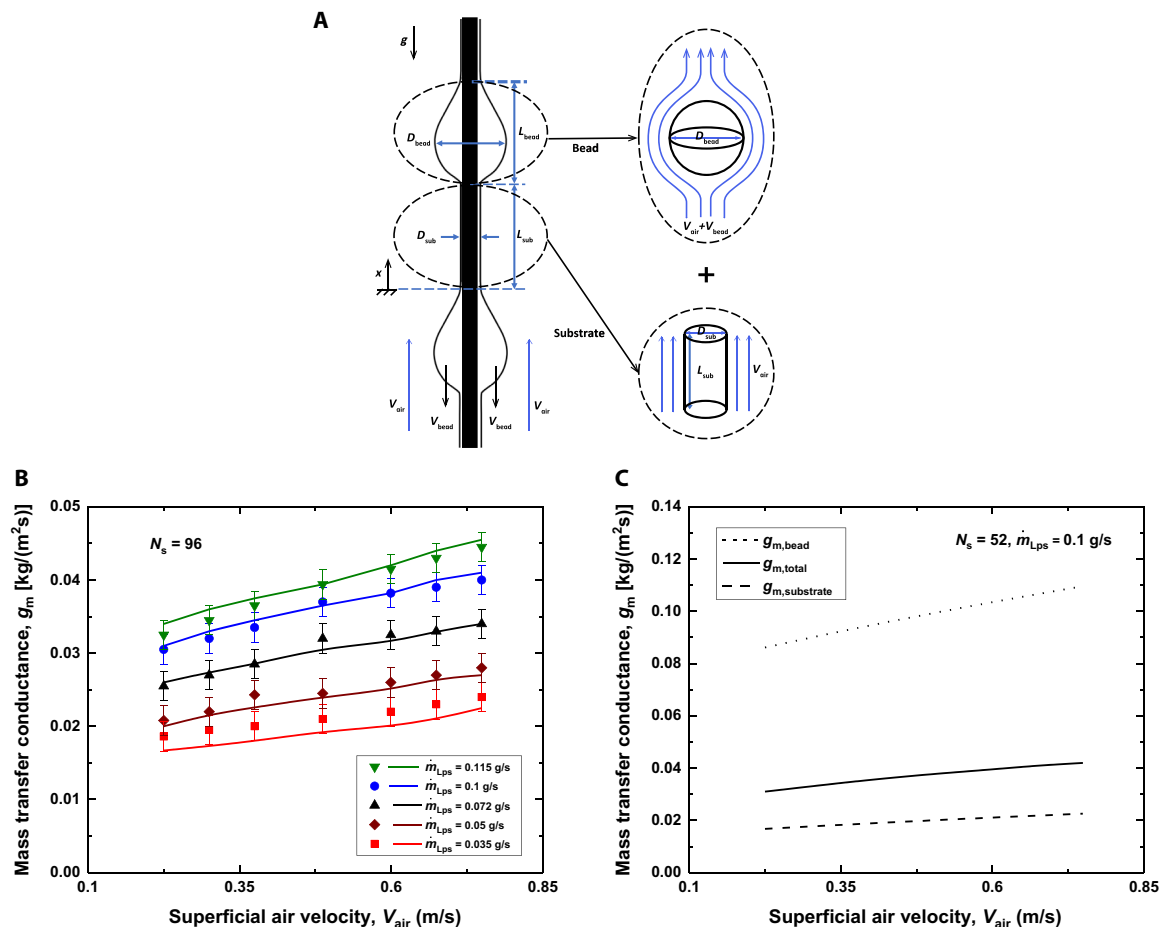 A
g
D_bead
L_bead
Bead
D_bead
V_air+V_bead
D_sub
L_sub
x
+
Substrate
D_sub
L_sub
V_air
V_air
V_bead
V_bead
V_air
B
Mass transfer conductance, g_m [kg/(m²s)]
0.05
0.04
0.03
0.02
0.01
0.00
N_s = 96
ṁ_Lps = 0.115 g/s
ṁ_Lps = 0.1 g/s
ṁ_Lps = 0.072 g/s
ṁ_Lps = 0.05 g/s
ṁ_Lps = 0.035 g/s
0.1 0.35 0.6 0.85
Superficial air velocity, V_air (m/s)
C
Mass transfer conductance, g_m [kg/(m²s)]
0.14
0.12
0.10
0.08
0.06
0.04
0.02
0.00
g_m,bead
g_m,total
g_m,substrate
N_s = 52, ṁ_Lps = 0.1 g/s
0.1 0.35 0.6 0.85
Superficial air velocity, V_air (m/s)